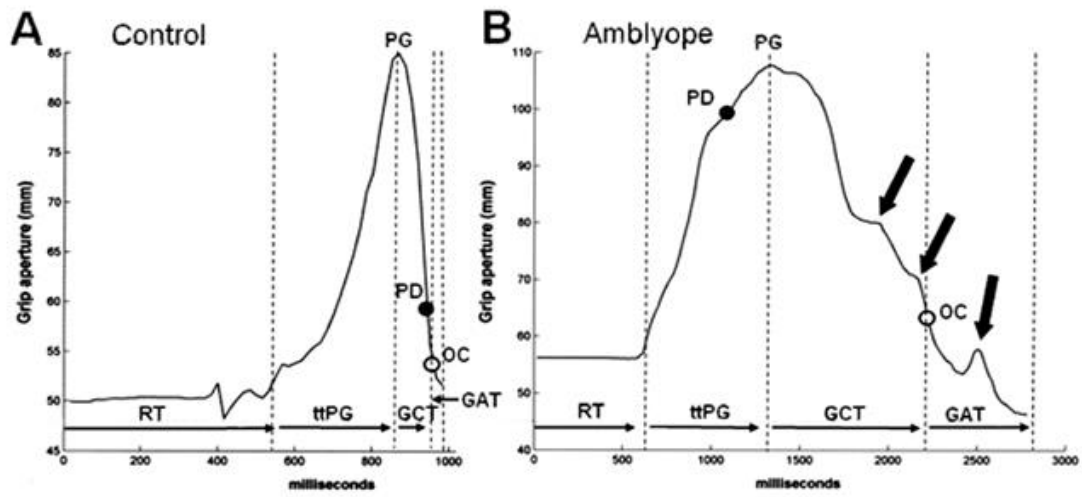 A Control
PG
85
80
75
70
65
60
55
50
45
Grip aperture (mm)
PD
OC
GAT
RT
ttPG
GCT
0
200
400
600
800
1000
milliseconds
B Amblyope
PG
110
100
90
80
70
60
50
40
Grip aperture (mm)
PD
OC
RT
ttPG
GCT
GAT
0
500
1000
1500
2000
2500
3000
milliseconds